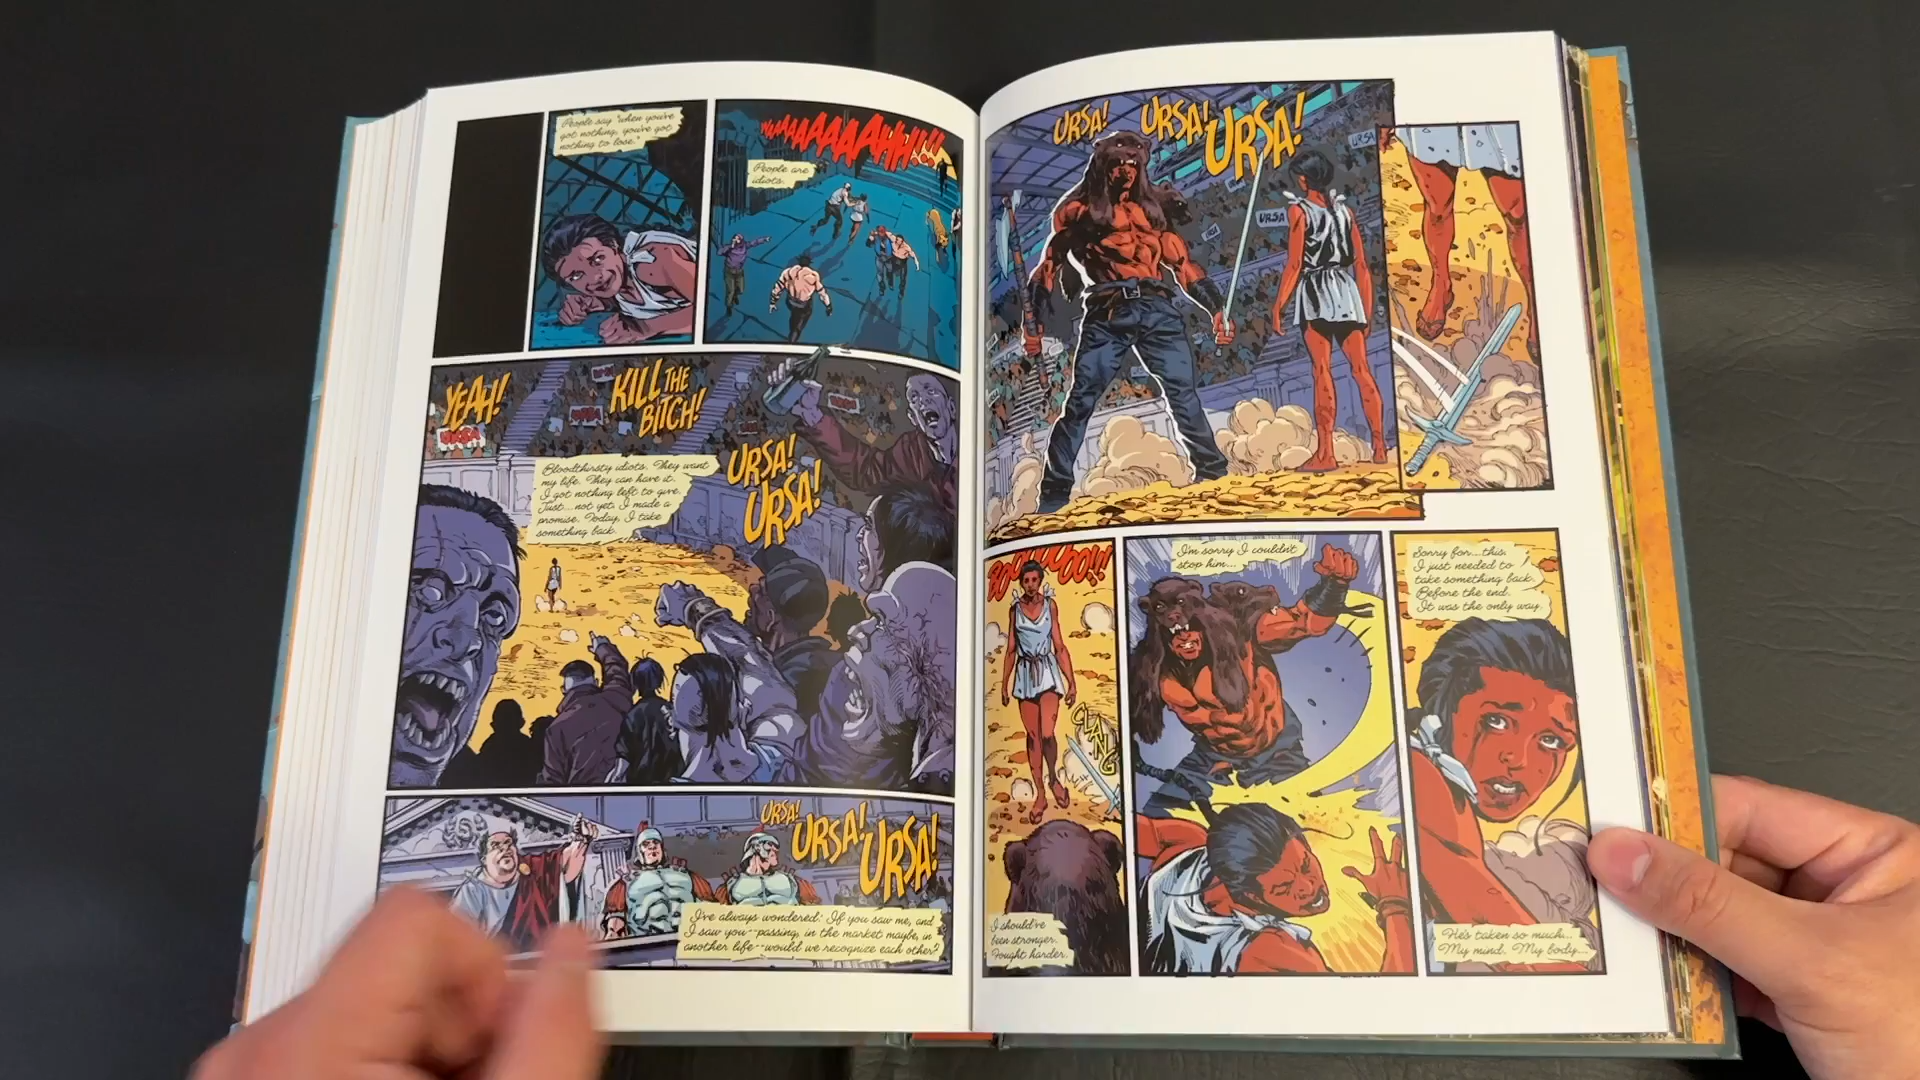 People say "when you've
got nothing, you've got
nothing to lose."
WAAAAAAAAHH!!!
People are
idiots.
YEAH!
URSA
KILL THE
BITCH!
URSA!
URSA!
Bloodthirsty idiots. They want
my life. They can have it.
I got nothing left to give.
Just... not yet. I made a
promise. Today, I take
something back.
URSA!
URSA!
URSA!
I've always wondered: If you saw me, and
I saw you--passing, in the market maybe, in
another life--would we recognize each other?
URSA!
URSA!
URSA!
URSA
URSA
BOOOOOOO!!!
CLANG
I should've
been stronger.
Fought harder.
I'm sorry I couldn't
stop him...
Sorry for...this.
I just needed to
take something back.
Before the end.
It was the only way.
He's taken so much...
My mind. My body...